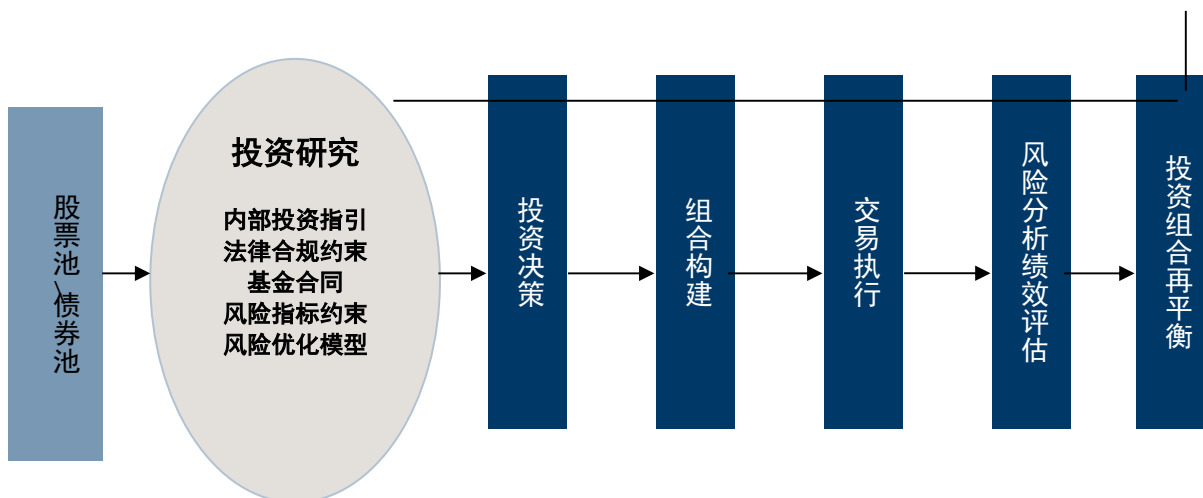 股票池\债券池
投资研究
内部投资指引
法律合规约束
基金合同
风险指标约束
风险优化模型
投资决策
组合构建
交易执行
风险分析绩效评估
投资组合再平衡